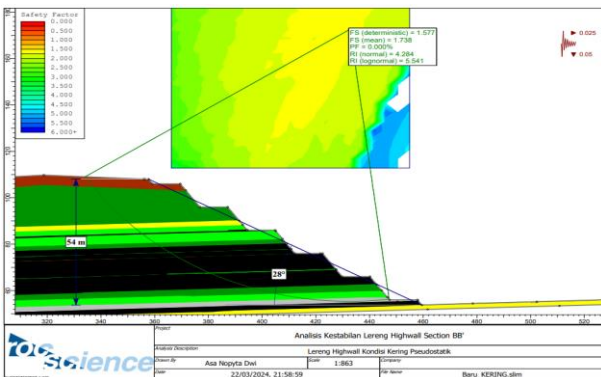 Safety Factor
0.000
0.500
1.000
1.500
2.000
2.500
3.000
3.500
4.000
4.500
5.000
5.500
6.000+
FS (deterministic) = 1.577
FS (mean) = 1.738
PF = 0.000%
RI (normal) = 4.284
RI (lognormal) = 5.541
0.025
0.05
54 m
28°
300 320 340 360 380 400 420 440 460 480 500 520
Project
Analisis Kestabilan Lereng Highwall Section BB'
Analysis Description
Lereng Highwall Kondisi Kering Pseudostatik
Drawn By Asa Nopyta Dwi Scale 1:863 Company
Date 22/03/2024, 21:58:59 File Name Baru_KERING.slim
rocscience